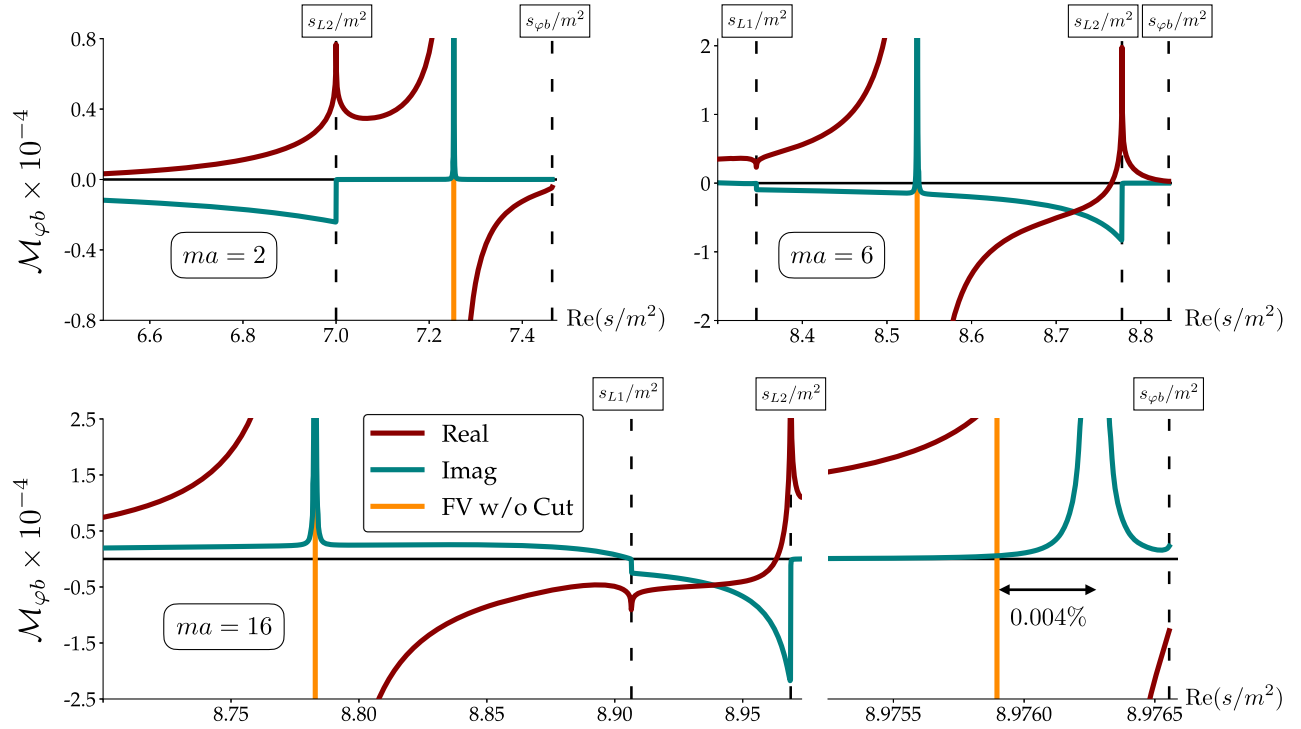 s_{L2}/m^2
s_{φb}/m^2
s_{L1}/m^2
s_{L2}/m^2
s_{φb}/m^2
M_{φb} × 10^{-4}
0.8
0.4
0.0
-0.4
-0.8
ma = 2
6.6
6.8
7.0
7.2
7.4
Re(s/m^2)
2
1
0
-1
-2
ma = 6
8.4
8.5
8.6
8.7
8.8
Re(s/m^2)
s_{L1}/m^2
s_{L2}/m^2
s_{φb}/m^2
M_{φb} × 10^{-4}
2.5
1.5
0.5
-0.5
-1.5
-2.5
Real
Imag
FV w/o Cut
ma = 16
0.004%
8.75
8.80
8.85
8.90
8.95
8.9755
8.9760
8.9765
Re(s/m^2)